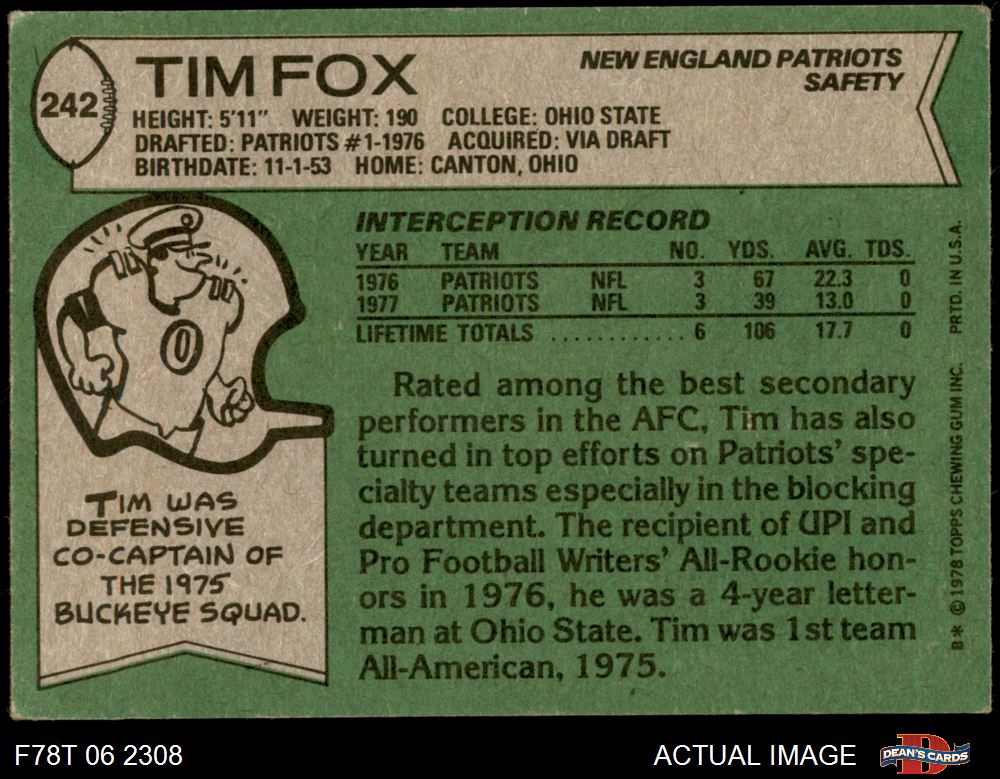 242
TIM FOX
NEW ENGLAND PATRIOTS
SAFETY
HEIGHT: 5'11" WEIGHT: 190 COLLEGE: OHIO STATE
DRAFTED: PATRIOTS #1-1976 ACQUIRED: VIA DRAFT
BIRTHDATE: 11-1-53 HOME: CANTON, OHIO
INTERCEPTION RECORD
YEAR TEAM NO. YDS. AVG. TDS.
1976 PATRIOTS NFL 3 67 22.3 0
1977 PATRIOTS NFL 3 39 13.0 0
LIFETIME TOTALS ............ 6 106 17.7 0
Rated among the best secondary
performers in the AFC, Tim has also
turned in top efforts on Patriots' spe-
cialty teams especially in the blocking
department. The recipient of UPI and
Pro Football Writers' All-Rookie hon-
ors in 1976, he was a 4-year letter-
man at Ohio State. Tim was 1st team
All-American, 1975.
0
TIM WAS
DEFENSIVE
CO-CAPTAIN OF
THE 1975
BUCKEYE SQUAD.
B* © 1978 TOPPS CHEWING GUM INC. PRTD. IN U.S.A.
F78T 06 2308
ACTUAL IMAGE
DEAN'S CARDS